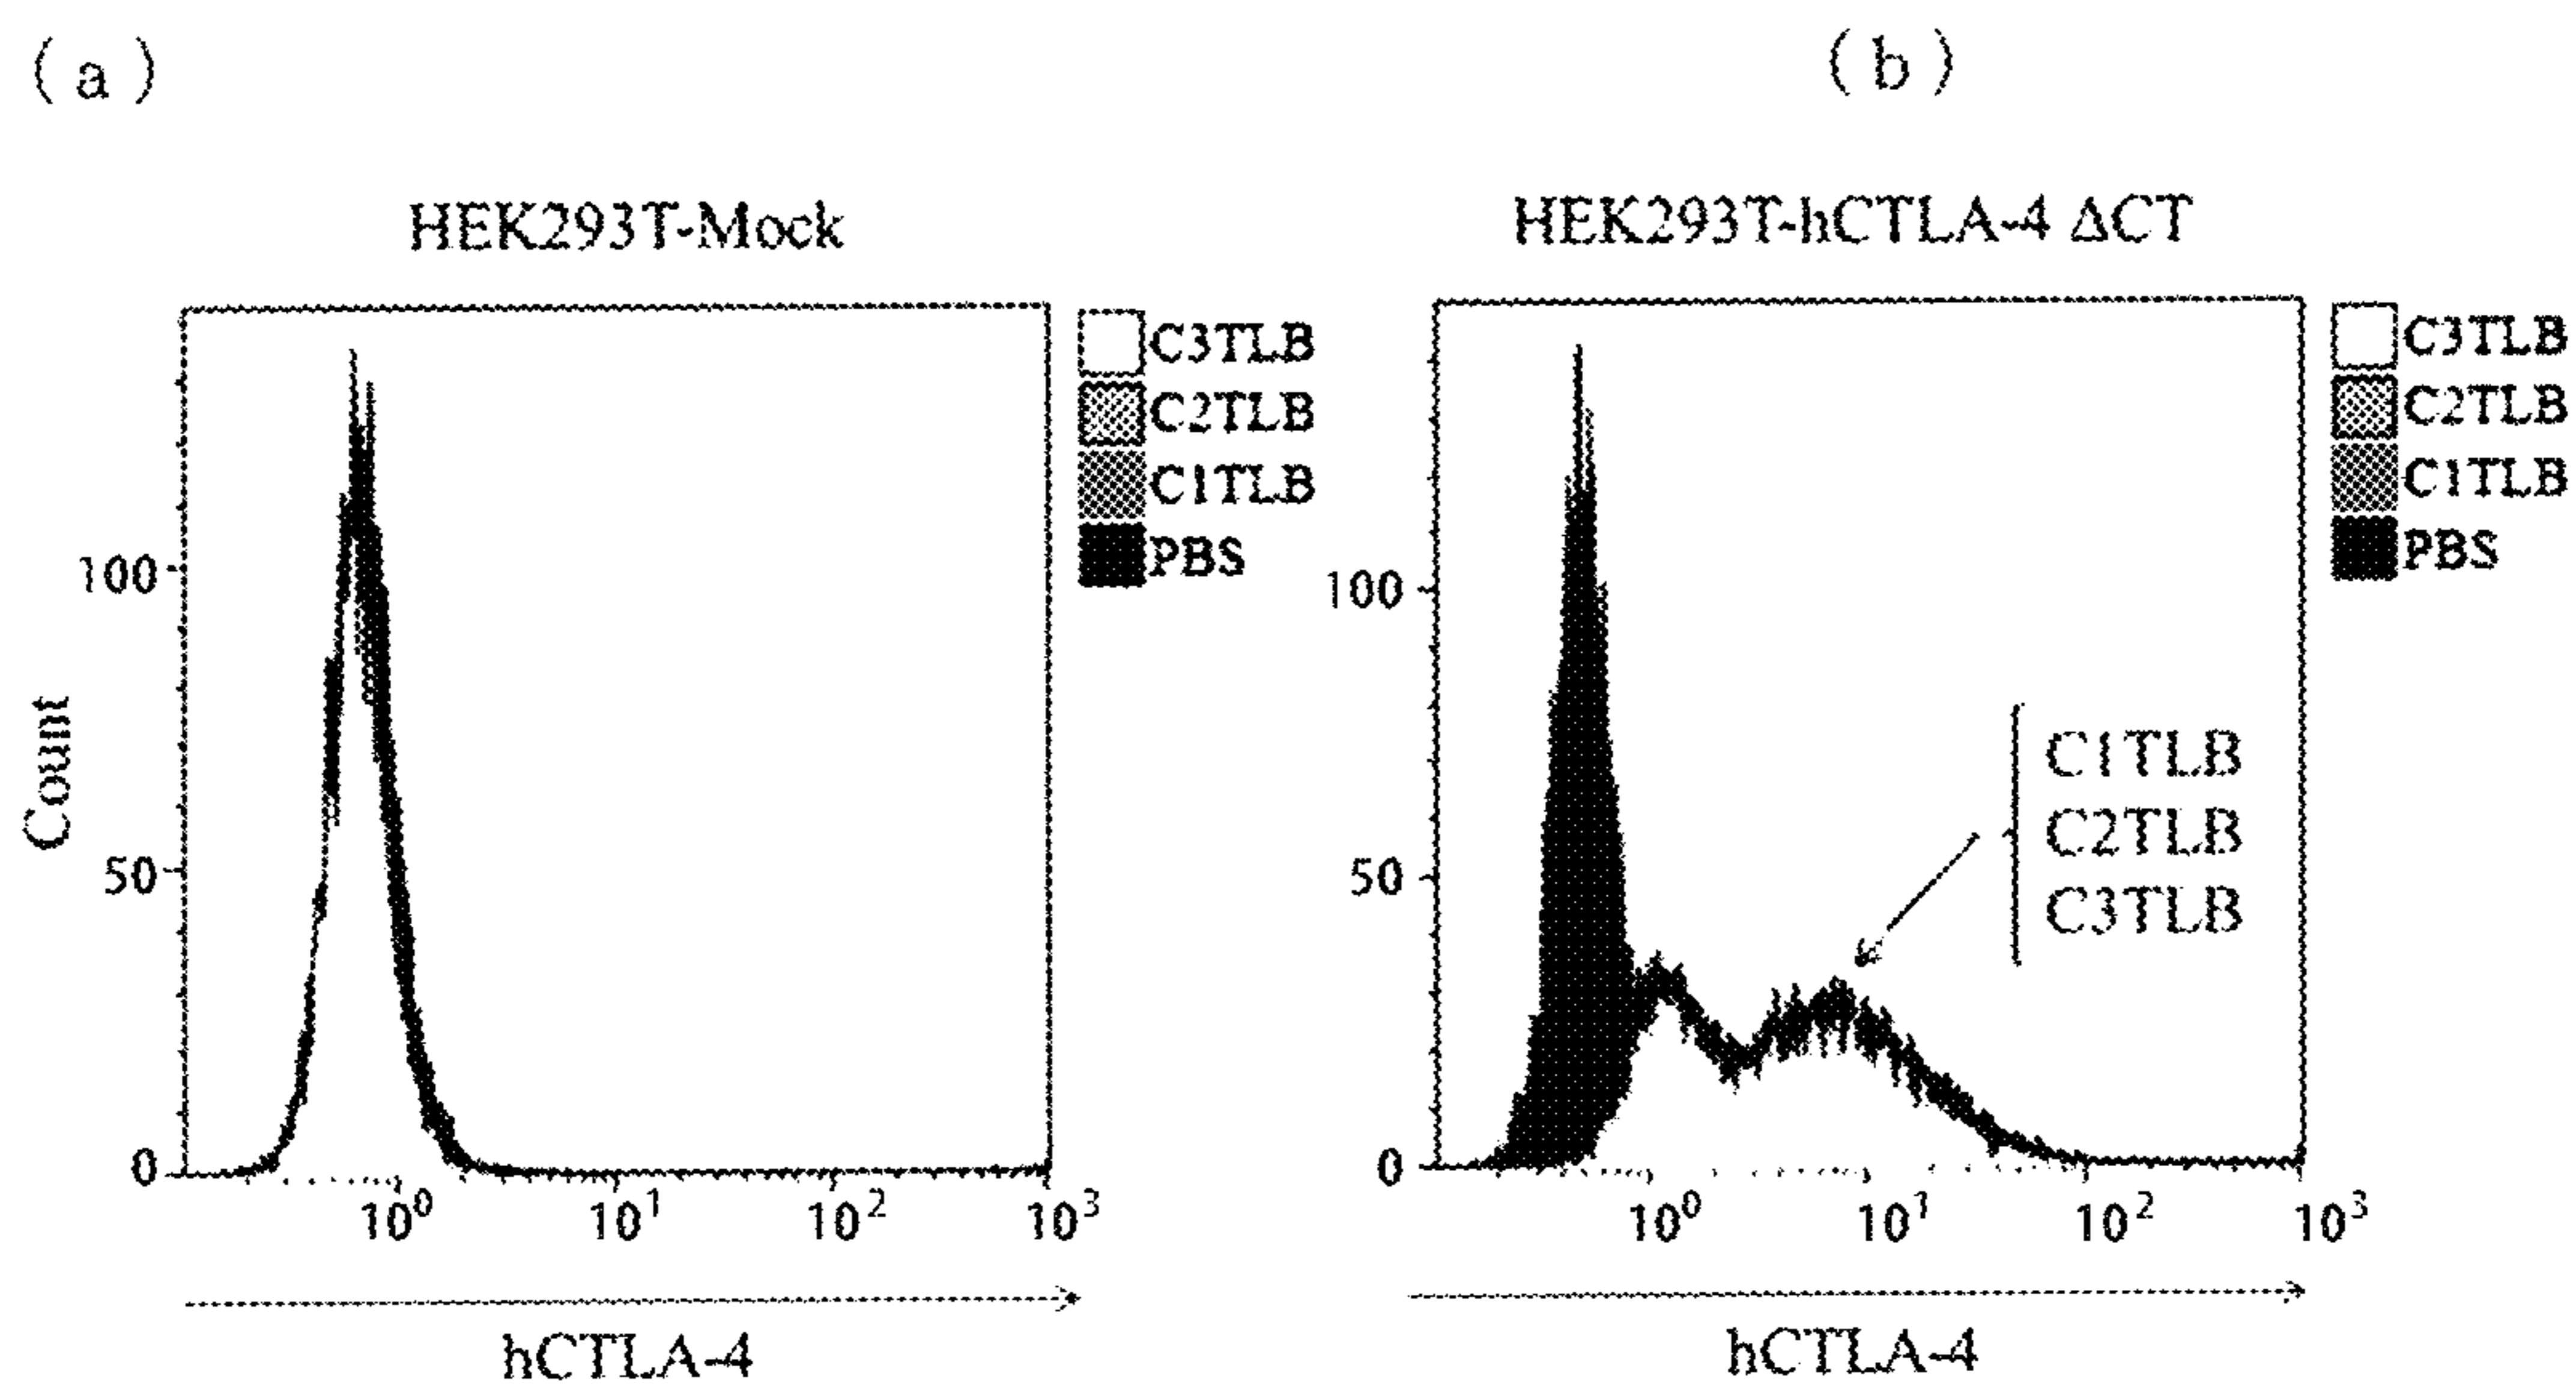 (a)
HEK293T-Mock
C3TLB
C2TLB
C1TLB
PBS
Count
100
50
0
10⁰ 10¹ 10² 10³
hCTLA-4
(b)
HEK293T-hCTLA-4 ΔCT
C3TLB
C2TLB
C1TLB
PBS
100
50
0
C1TLB
C2TLB
C3TLB
10⁰ 10¹ 10² 10³
hCTLA-4